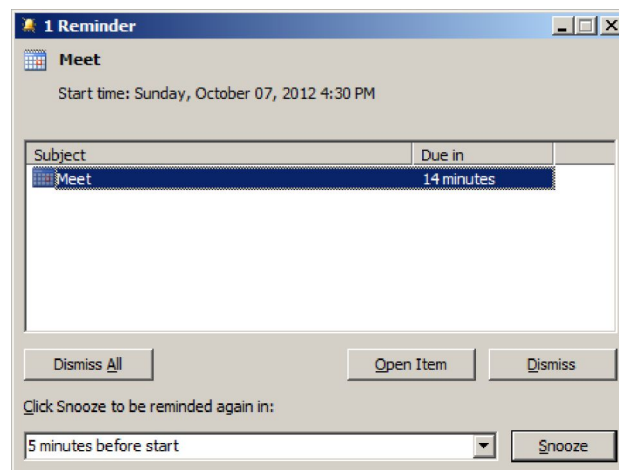 1 Reminder
Meet
Start time: Sunday, October 07, 2012 4:30 PM
Subject Due in
Meet 14 minutes
Dismiss All Open Item Dismiss
Click Snooze to be reminded again in:
5 minutes before start Snooze